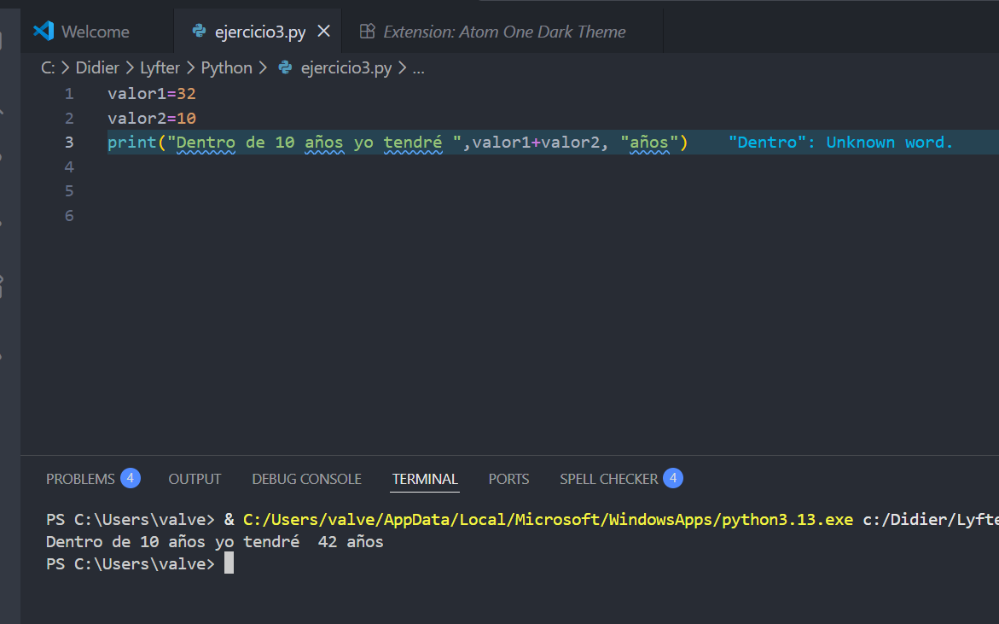 Welcome ejercicio3.py Extension: Atom One Dark Theme
C: > Didier > Lyfter > Python > ejercicio3.py > ...
1 valor1=32
2 valor2=10
3 print("Dentro de 10 años yo tendré ",valor1+valor2, "años") "Dentro": Unknown word.
4
5
6
PROBLEMS 4 OUTPUT DEBUG CONSOLE TERMINAL PORTS SPELL CHECKER 4
PS C:\Users\valve> & C:/Users/valve/AppData/Local/Microsoft/WindowsApps/python3.13.exe c:/Didier/Lyfte
Dentro de 10 años yo tendré  42 años
PS C:\Users\valve>